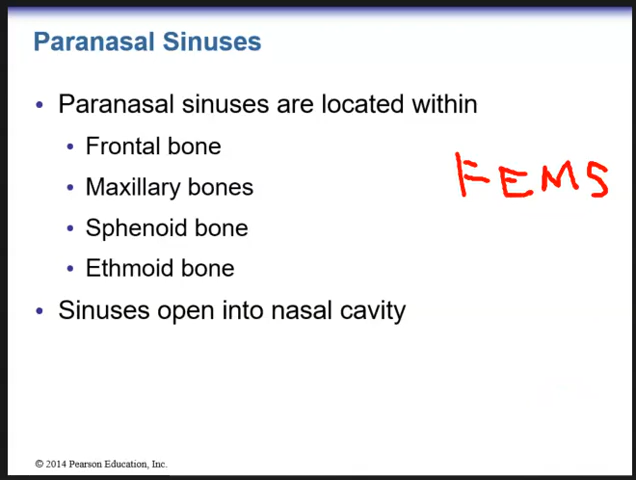 Paranasal Sinuses
• Paranasal sinuses are located within
• Frontal bone
FEMS
• Maxillary bones
• Sphenoid bone
• Ethmoid bone
• Sinuses open into nasal cavity
© 2014 Pearson Education, Inc.